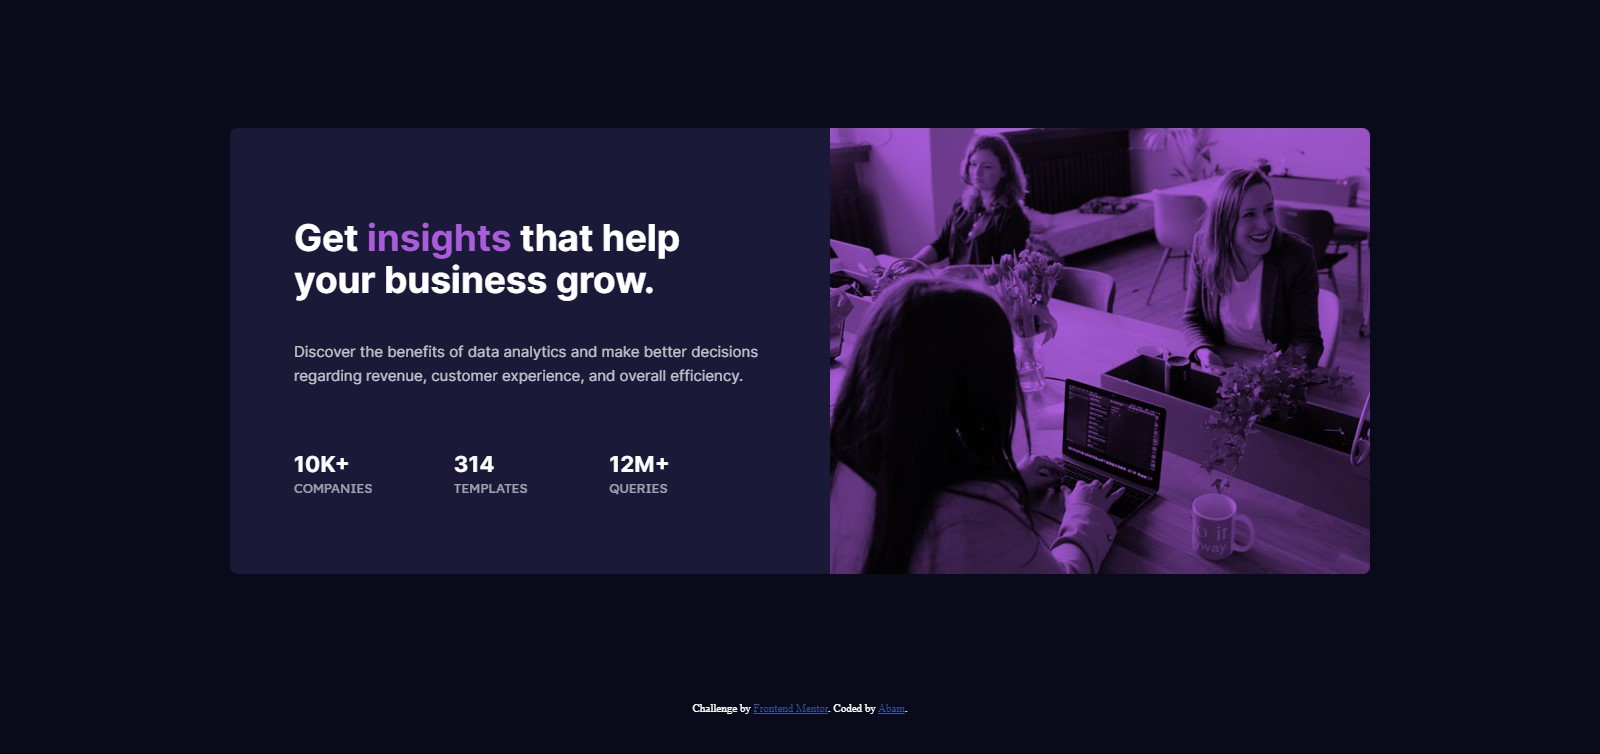 Get insights that help
your business grow.
Discover the benefits of data analytics and make better decisions
regarding revenue, customer experience, and overall efficiency.
10K+ 314 12M+
COMPANIES TEMPLATES QUERIES
Challenge by Frontend Mentor. Coded by Abam.